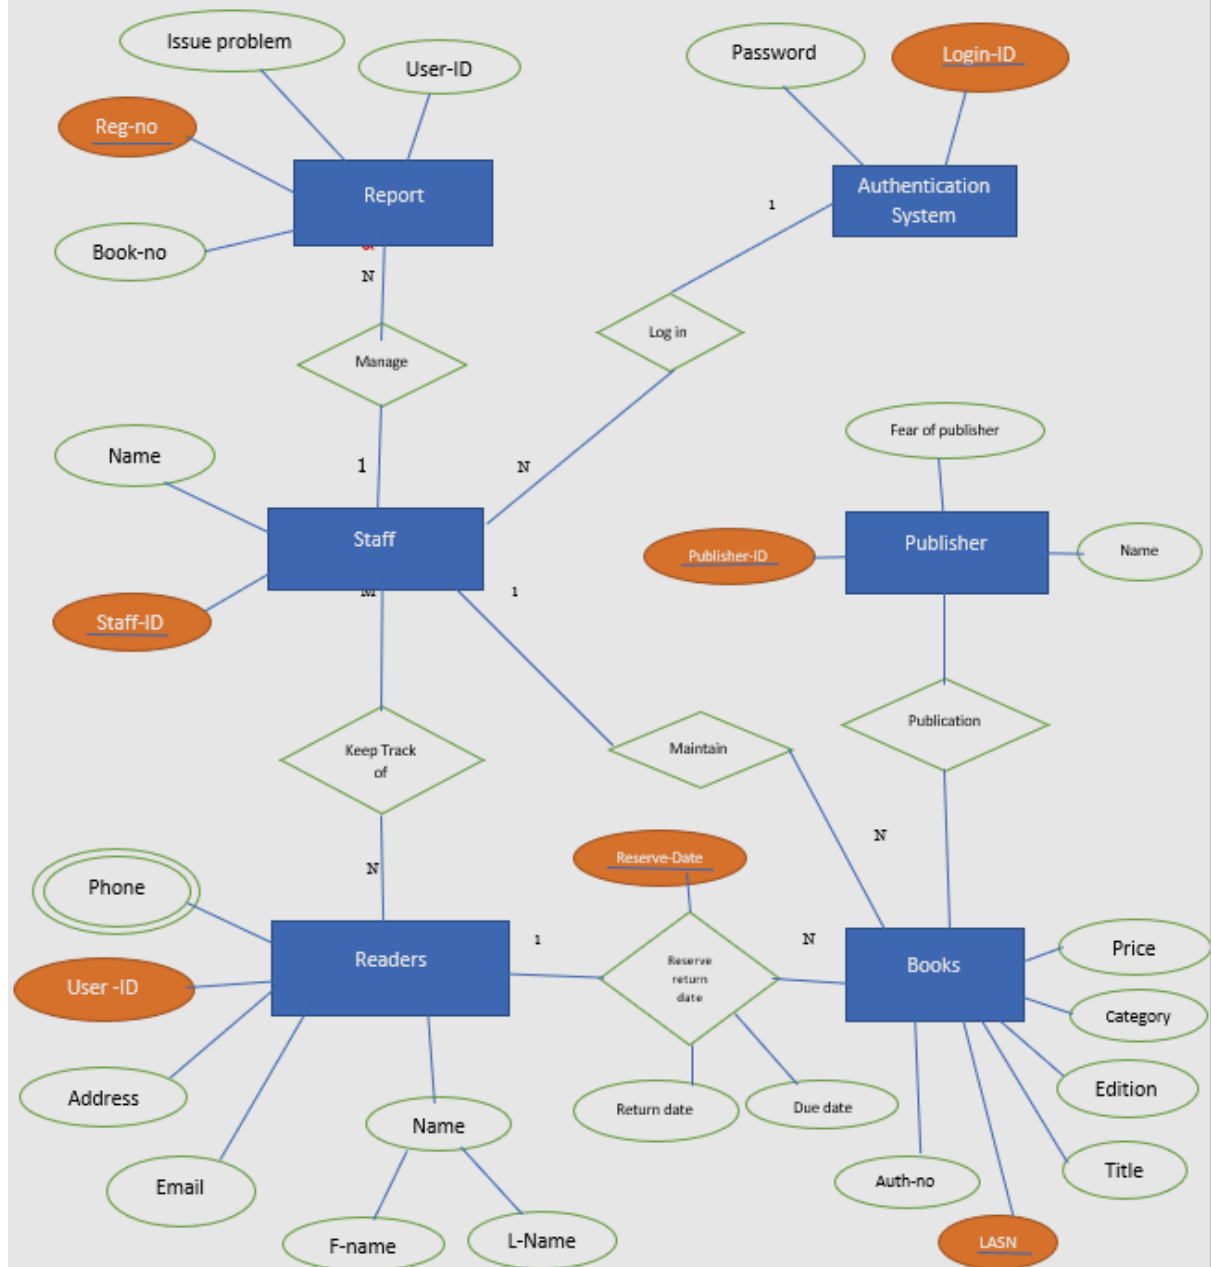 Issue problem
User-ID
Password
Login-ID
Reg-no
Report
Authentication
System
1
Book-no
N
Log in
Manage
Name
1
N
Fear of publisher
Staff
Publisher
Publisher-ID
Name
M
1
Staff-ID
Keep Track
of
Maintain
Publication
N
Reserve-Date
N
Phone
1
N
Readers
Reserve
return
date
Books
Price
User -ID
Category
Address
Edition
Return date
Due date
Name
Email
Auth-no
Title
F-name
L-Name
LASN